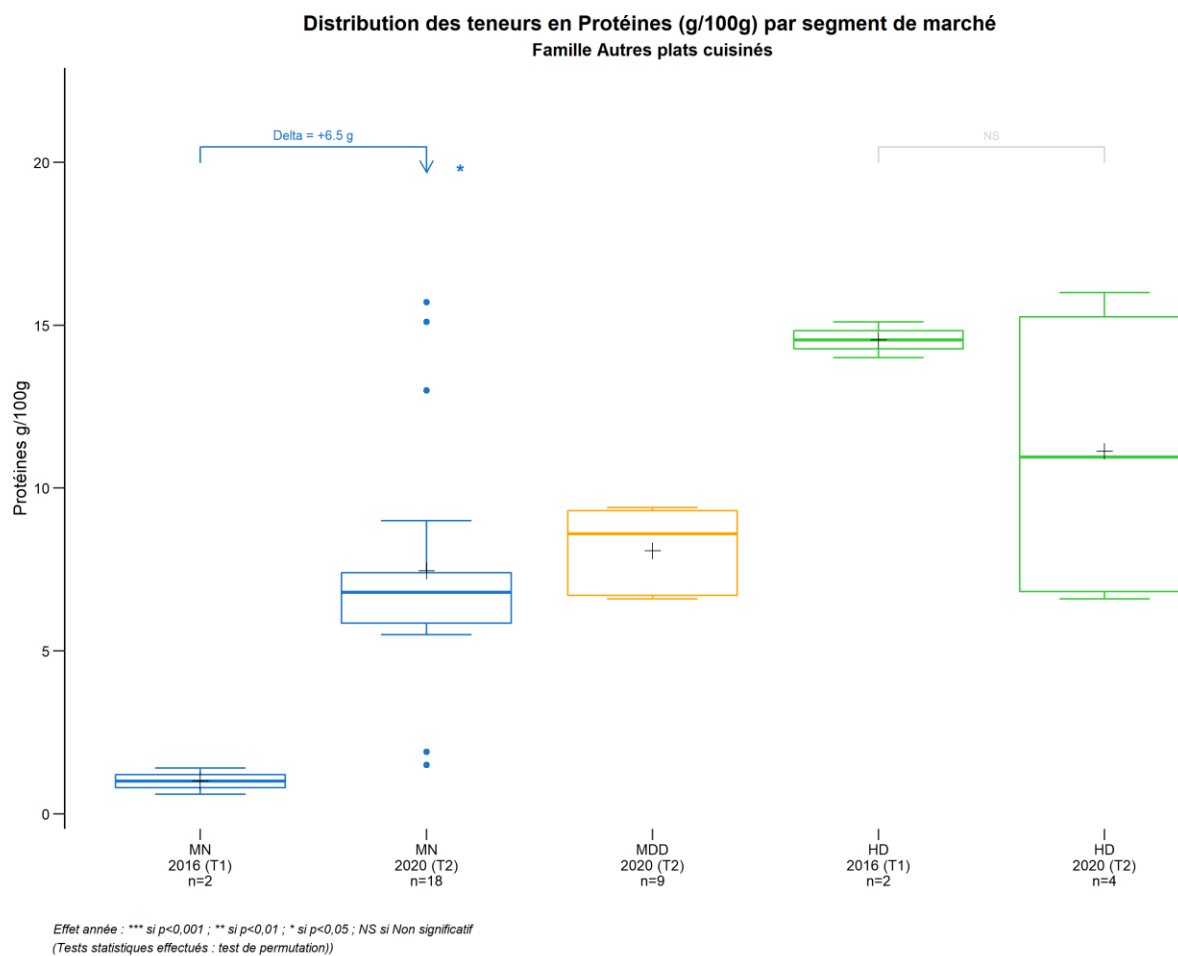 Distribution des teneurs en Protéines (g/100g) par segment de marché
Famille Autres plats cuisinés
Delta = +6.5 g
NS
*
20
15
10
5
0
Protéines g/100g
MN
2016 (T1)
n=2
MN
2020 (T2)
n=18
MDD
2020 (T2)
n=9
HD
2016 (T1)
n=2
HD
2020 (T2)
n=4
Effet année : *** si p<0,001 ; ** si p<0,01 ; * si p<0,05 ; NS si Non significatif
(Tests statistiques effectués : test de permutation))